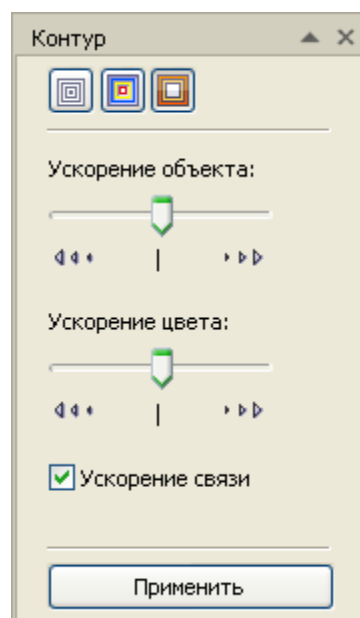 Контур
Ускорение объекта:
Ускорение цвета:
Ускорение связи
Применить